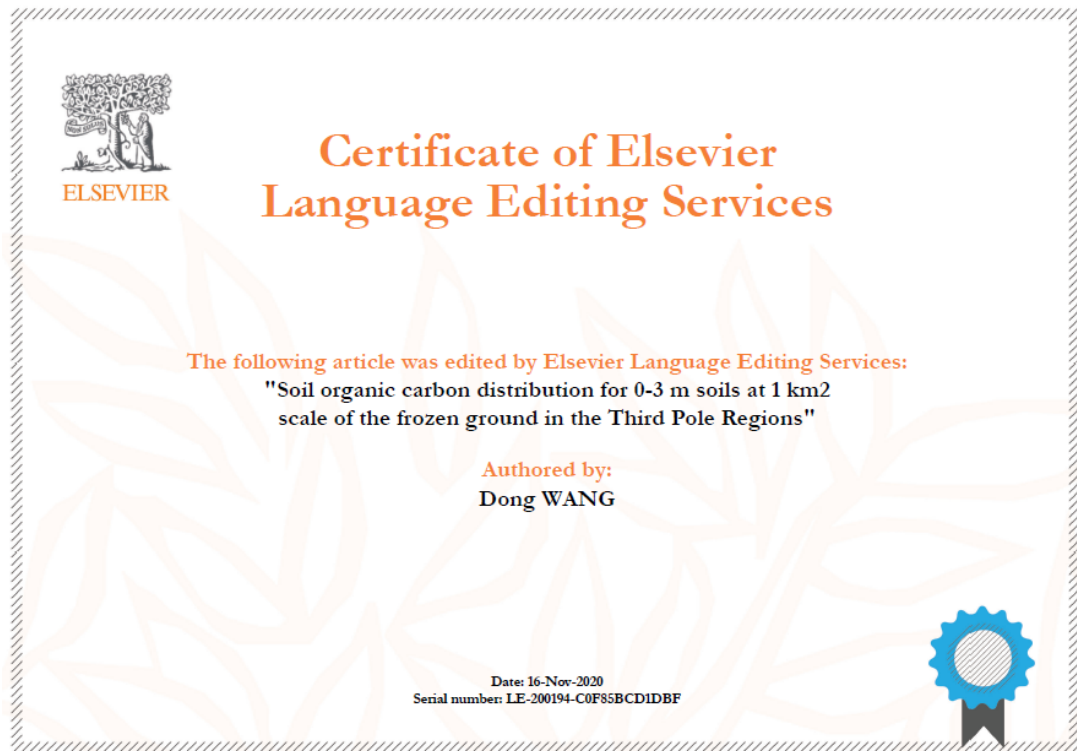 ELSEVIER
Certificate of Elsevier
Language Editing Services
The following article was edited by Elsevier Language Editing Services:
"Soil organic carbon distribution for 0-3 m soils at 1 km2
scale of the frozen ground in the Third Pole Regions"
Authored by:
Dong WANG
Date: 16-Nov-2020
Serial number: LE-200194-C0F85BCD1DBF